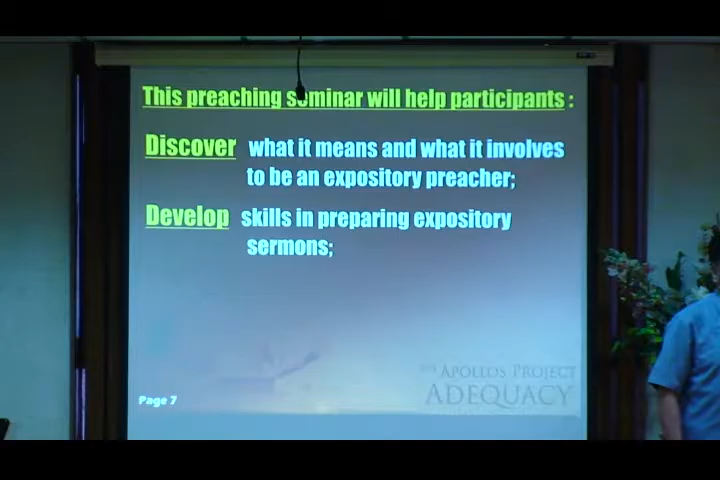 This preaching seminar will help participants :
Discover what it means and what it involves
to be an expository preacher;
Develop skills in preparing expository
sermons;
THE APOLLOS PROJECT
ADEQUACY
Page 7